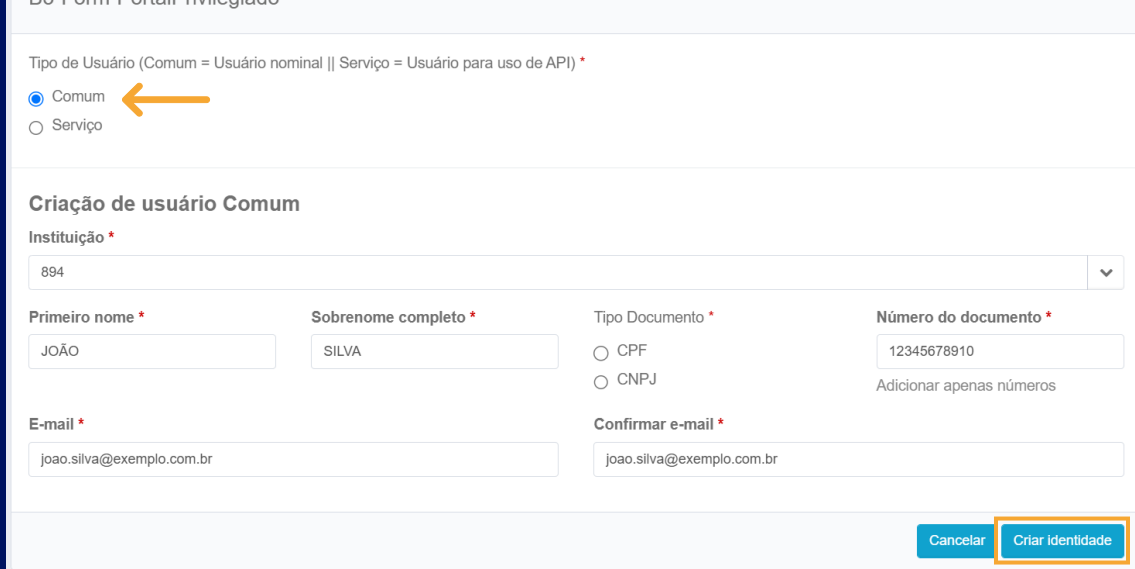 Tipo de Usuário (Comum = Usuário nominal || Serviço = Usuário para uso de API) *
Comum
Serviço
Criação de usuário Comum
Instituição *
894
Primeiro nome * Sobrenome completo * Tipo Documento * Número do documento *
JOÃO SILVA CPF 12345678910
CNPJ Adicionar apenas números
E-mail * Confirmar e-mail *
joao.silva@exemplo.com.br joao.silva@exemplo.com.br
Cancelar Criar identidade